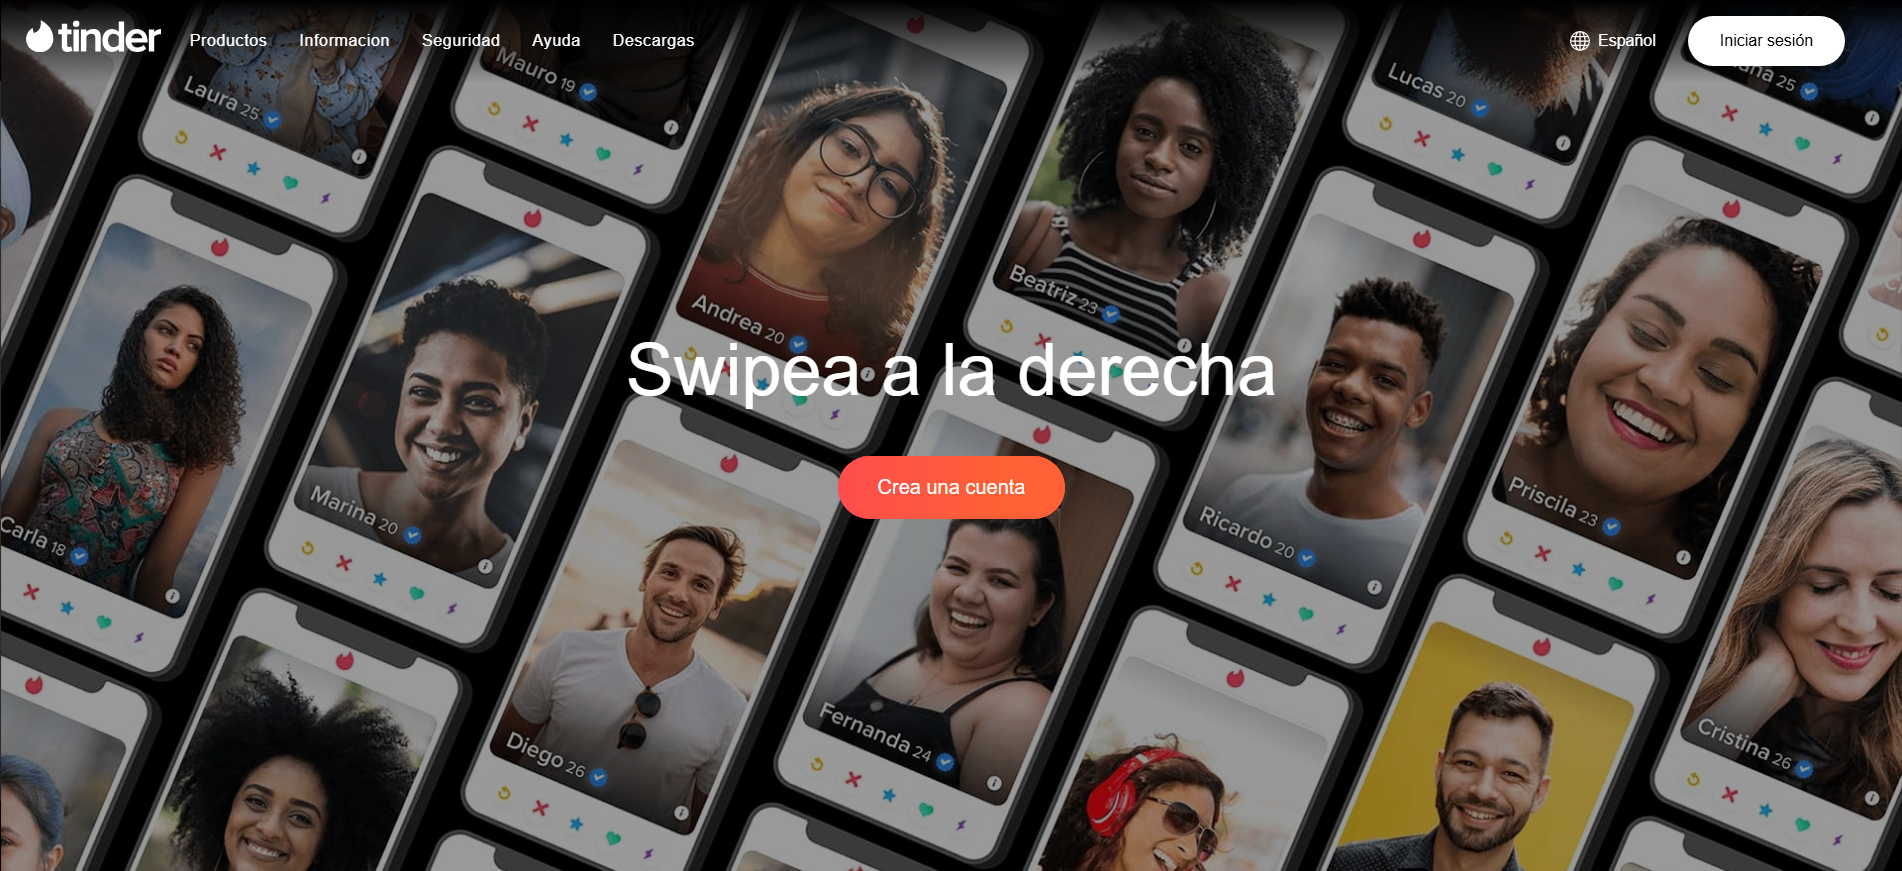 tinder
Productos
Informacion
Seguridad
Ayuda
Descargas
Español
Iniciar sesión
Laura 25
Mauro 19
Lucas 20
25
Andrea 20
Beatriz 23
Swipea a la derecha
Crea una cuenta
Carla 18
Marina 20
Ricardo 20
Priscila 23
Diego 26
Fernanda 24
Cristina 26